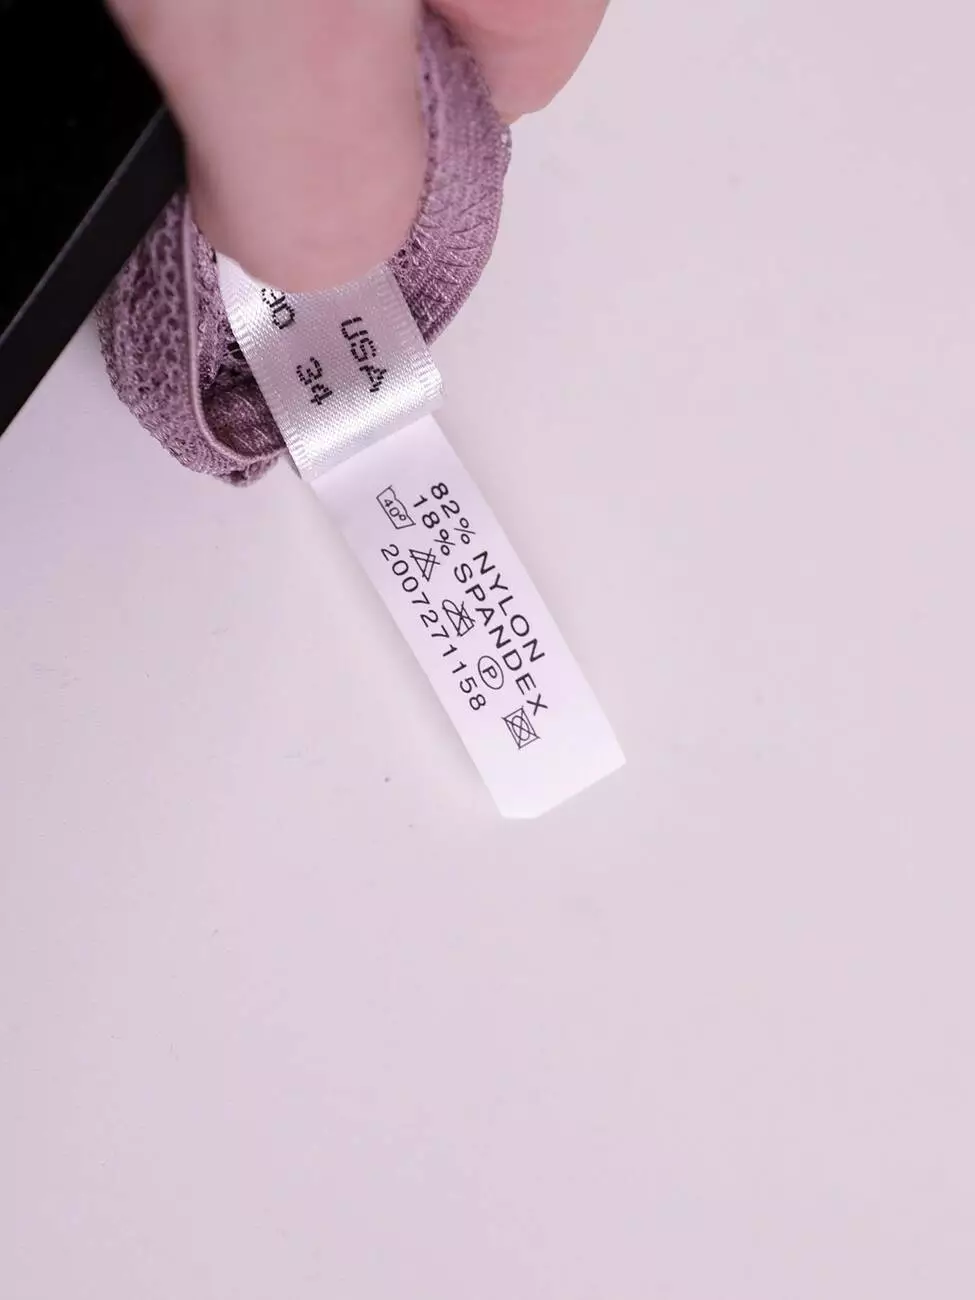 USA
34
82% NYLON
18% SPANDEX
40°
P
2007271158